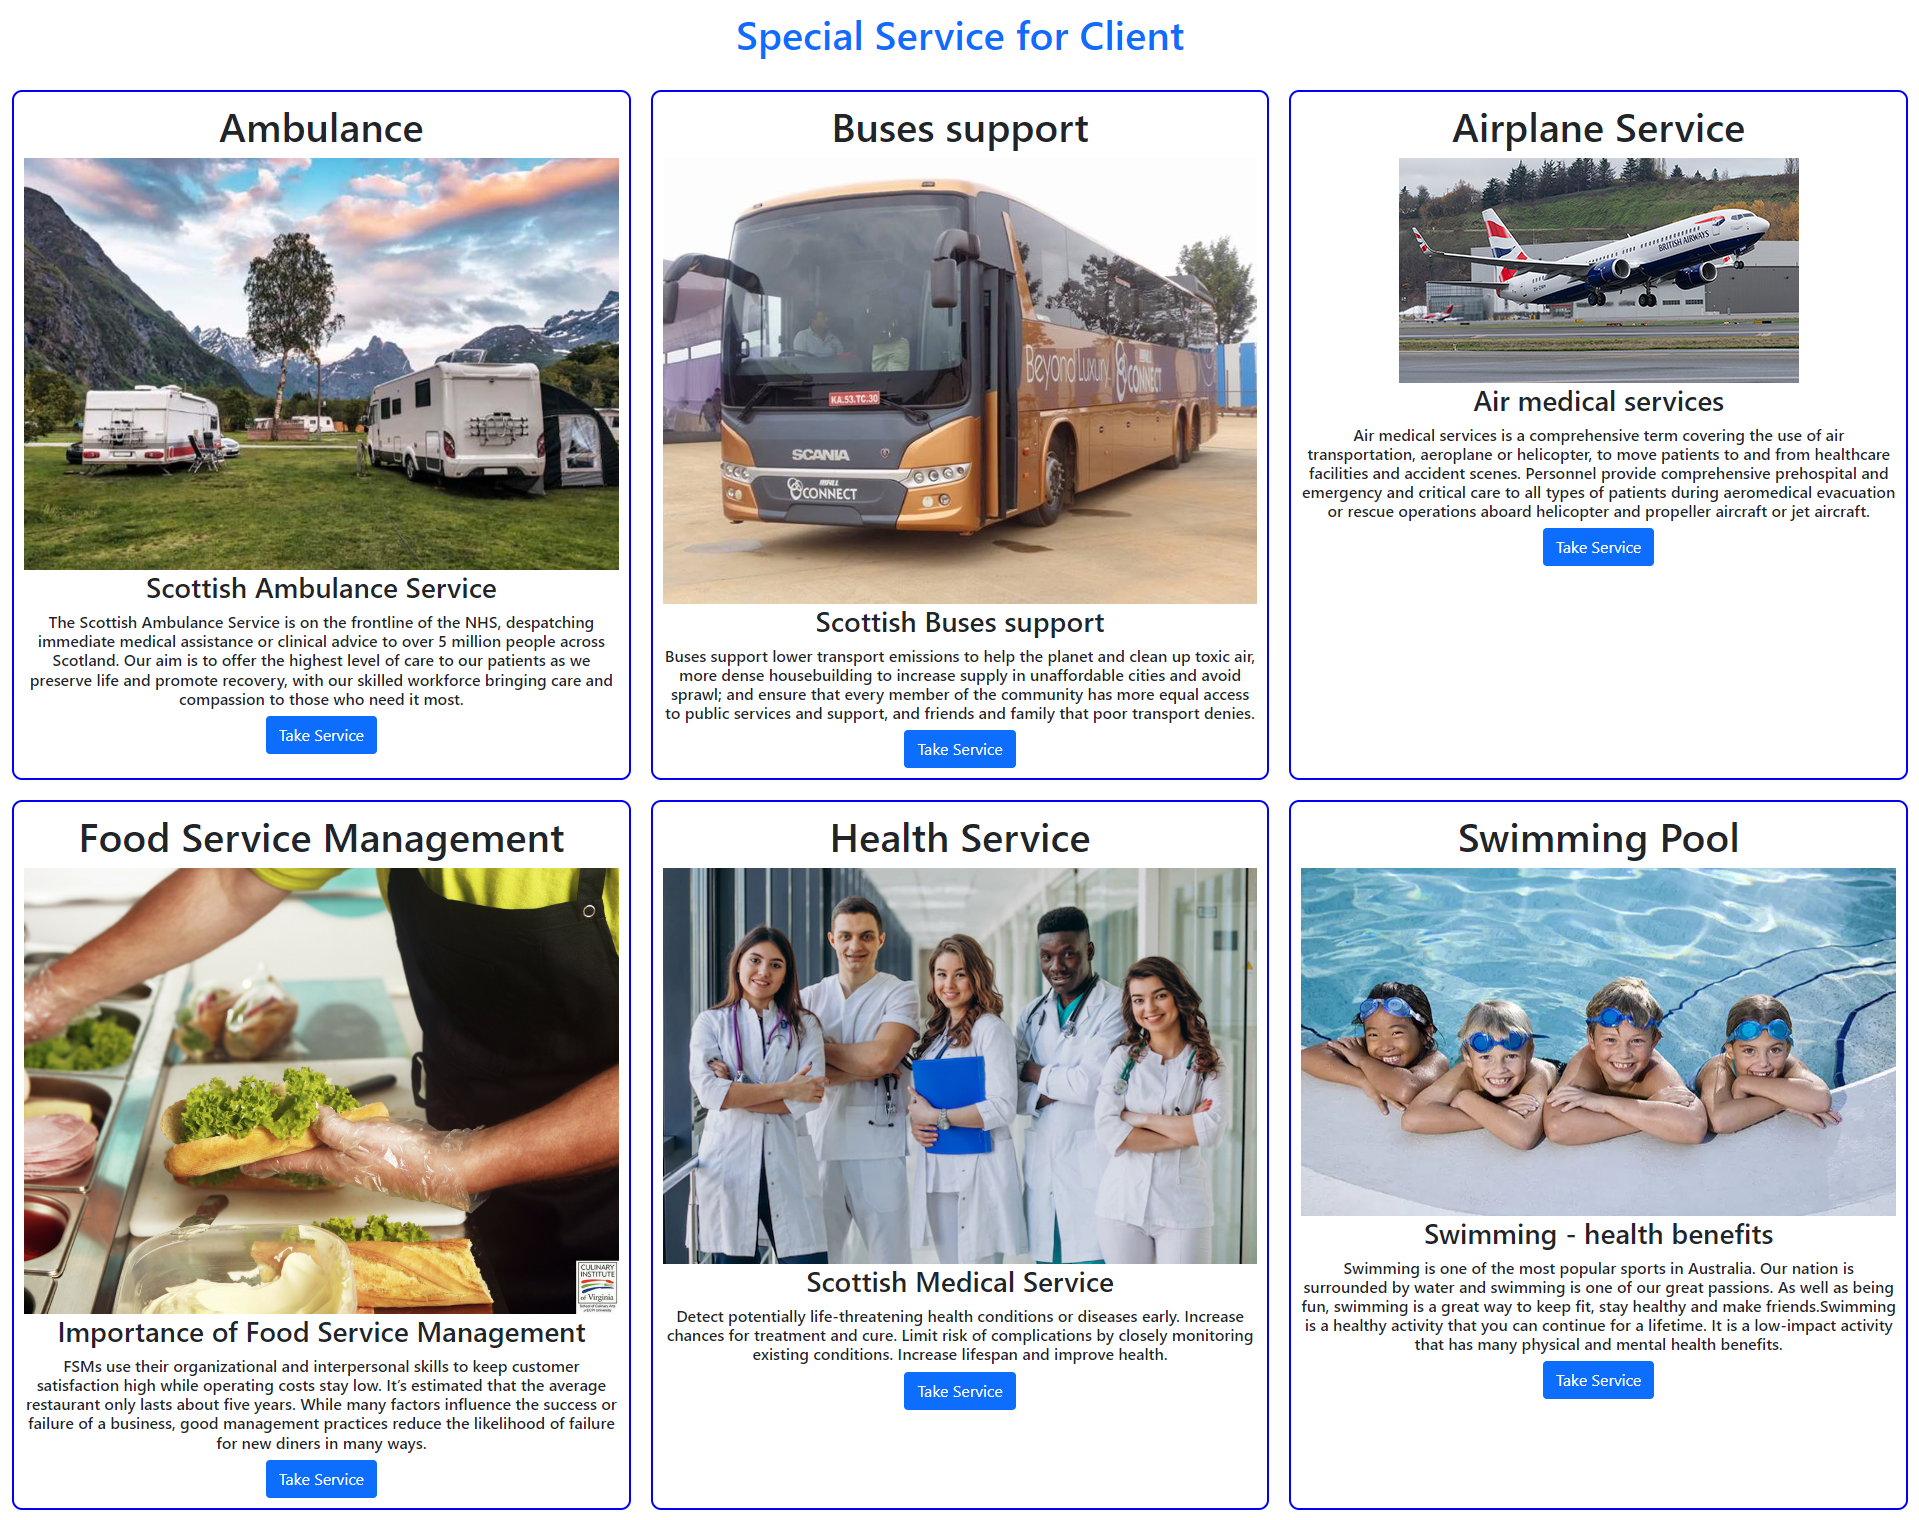 Special Service for Client
Ambulance
Scottish Ambulance Service
The Scottish Ambulance Service is on the frontline of the NHS, despatching
immediate medical assistance or clinical advice to over 5 million people across
Scotland. Our aim is to offer the highest level of care to our patients as we
preserve life and promote recovery, with our skilled workforce bringing care and
compassion to those who need it most.
Take Service
Buses support
Beyond Luxury.
CONNECT
KA.53.TC.30
SCANIA
CONNECT
Scottish Buses support
Buses support lower transport emissions to help the planet and clean up toxic air,
more dense housebuilding to increase supply in unaffordable cities and avoid
sprawl; and ensure that every member of the community has more equal access
to public services and support, and friends and family that poor transport denies.
Take Service
Airplane Service
BRITISH AIRWAYS
Air medical services
Air medical services is a comprehensive term covering the use of air
transportation, aeroplane or helicopter, to move patients to and from healthcare
facilities and accident scenes. Personnel provide comprehensive prehospital and
emergency and critical care to all types of patients during aeromedical evacuation
or rescue operations aboard helicopter and propeller aircraft or jet aircraft.
Take Service
Food Service Management
CULINARY
INSTITUTE
of Virginia
Importance of Food Service Management
FSMs use their organizational and interpersonal skills to keep customer
satisfaction high while operating costs stay low. It’s estimated that the average
restaurant only lasts about five years. While many factors influence the success or
failure of a business, good management practices reduce the likelihood of failure
for new diners in many ways.
Take Service
Health Service
Scottish Medical Service
Detect potentially life-threatening health conditions or diseases early. Increase
chances for treatment and cure. Limit risk of complications by closely monitoring
existing conditions. Increase lifespan and improve health.
Take Service
Swimming Pool
Swimming - health benefits
Swimming is one of the most popular sports in Australia. Our nation is
surrounded by water and swimming is one of our great passions. As well as being
fun, swimming is a great way to keep fit, stay healthy and make friends.Swimming
is a healthy activity that you can continue for a lifetime. It is a low-impact activity
that has many physical and mental health benefits.
Take Service